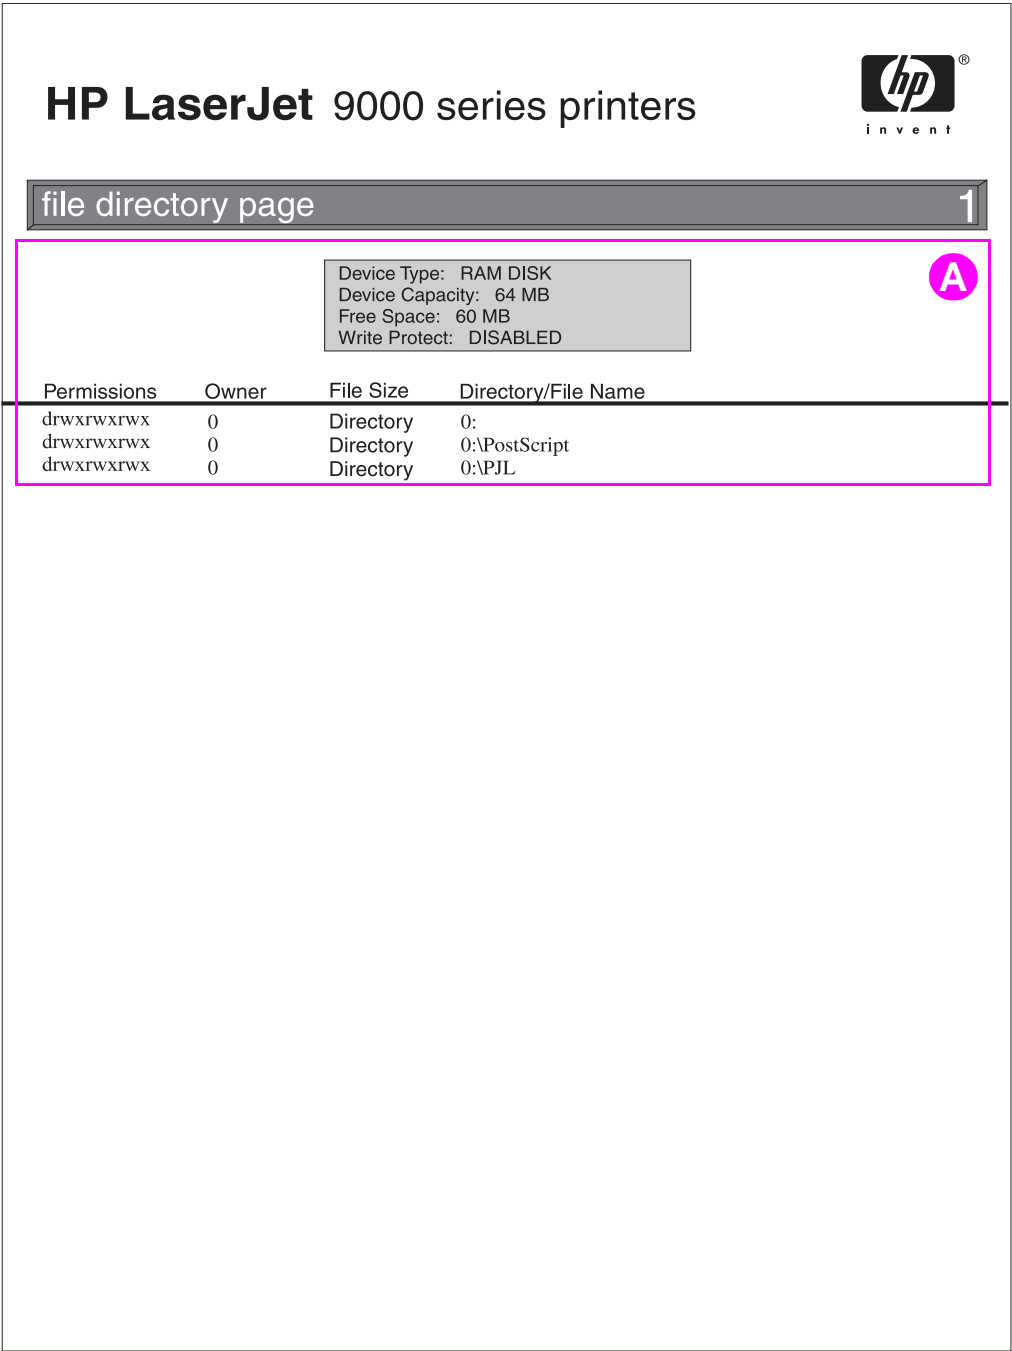 HP LaserJet 9000 series printers
hp ®
invent
file directory page 1
A
Device Type: RAM DISK
Device Capacity: 64 MB
Free Space: 60 MB
Write Protect: DISABLED
Permissions Owner File Size Directory/File Name
drwxrwxrwx 0 Directory 0:
drwxrwxrwx 0 Directory 0:\PostScript
drwxrwxrwx 0 Directory 0:\PJL